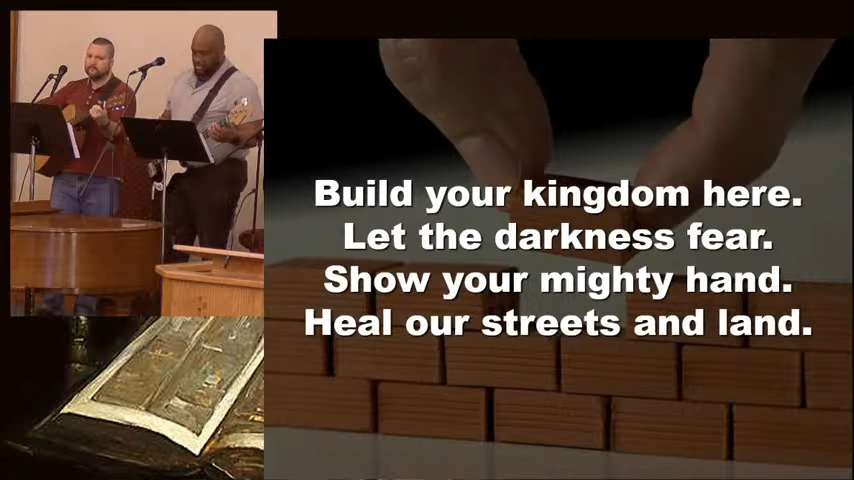 Build your kingdom here.
Let the darkness fear.
Show your mighty hand.
Heal our streets and land.